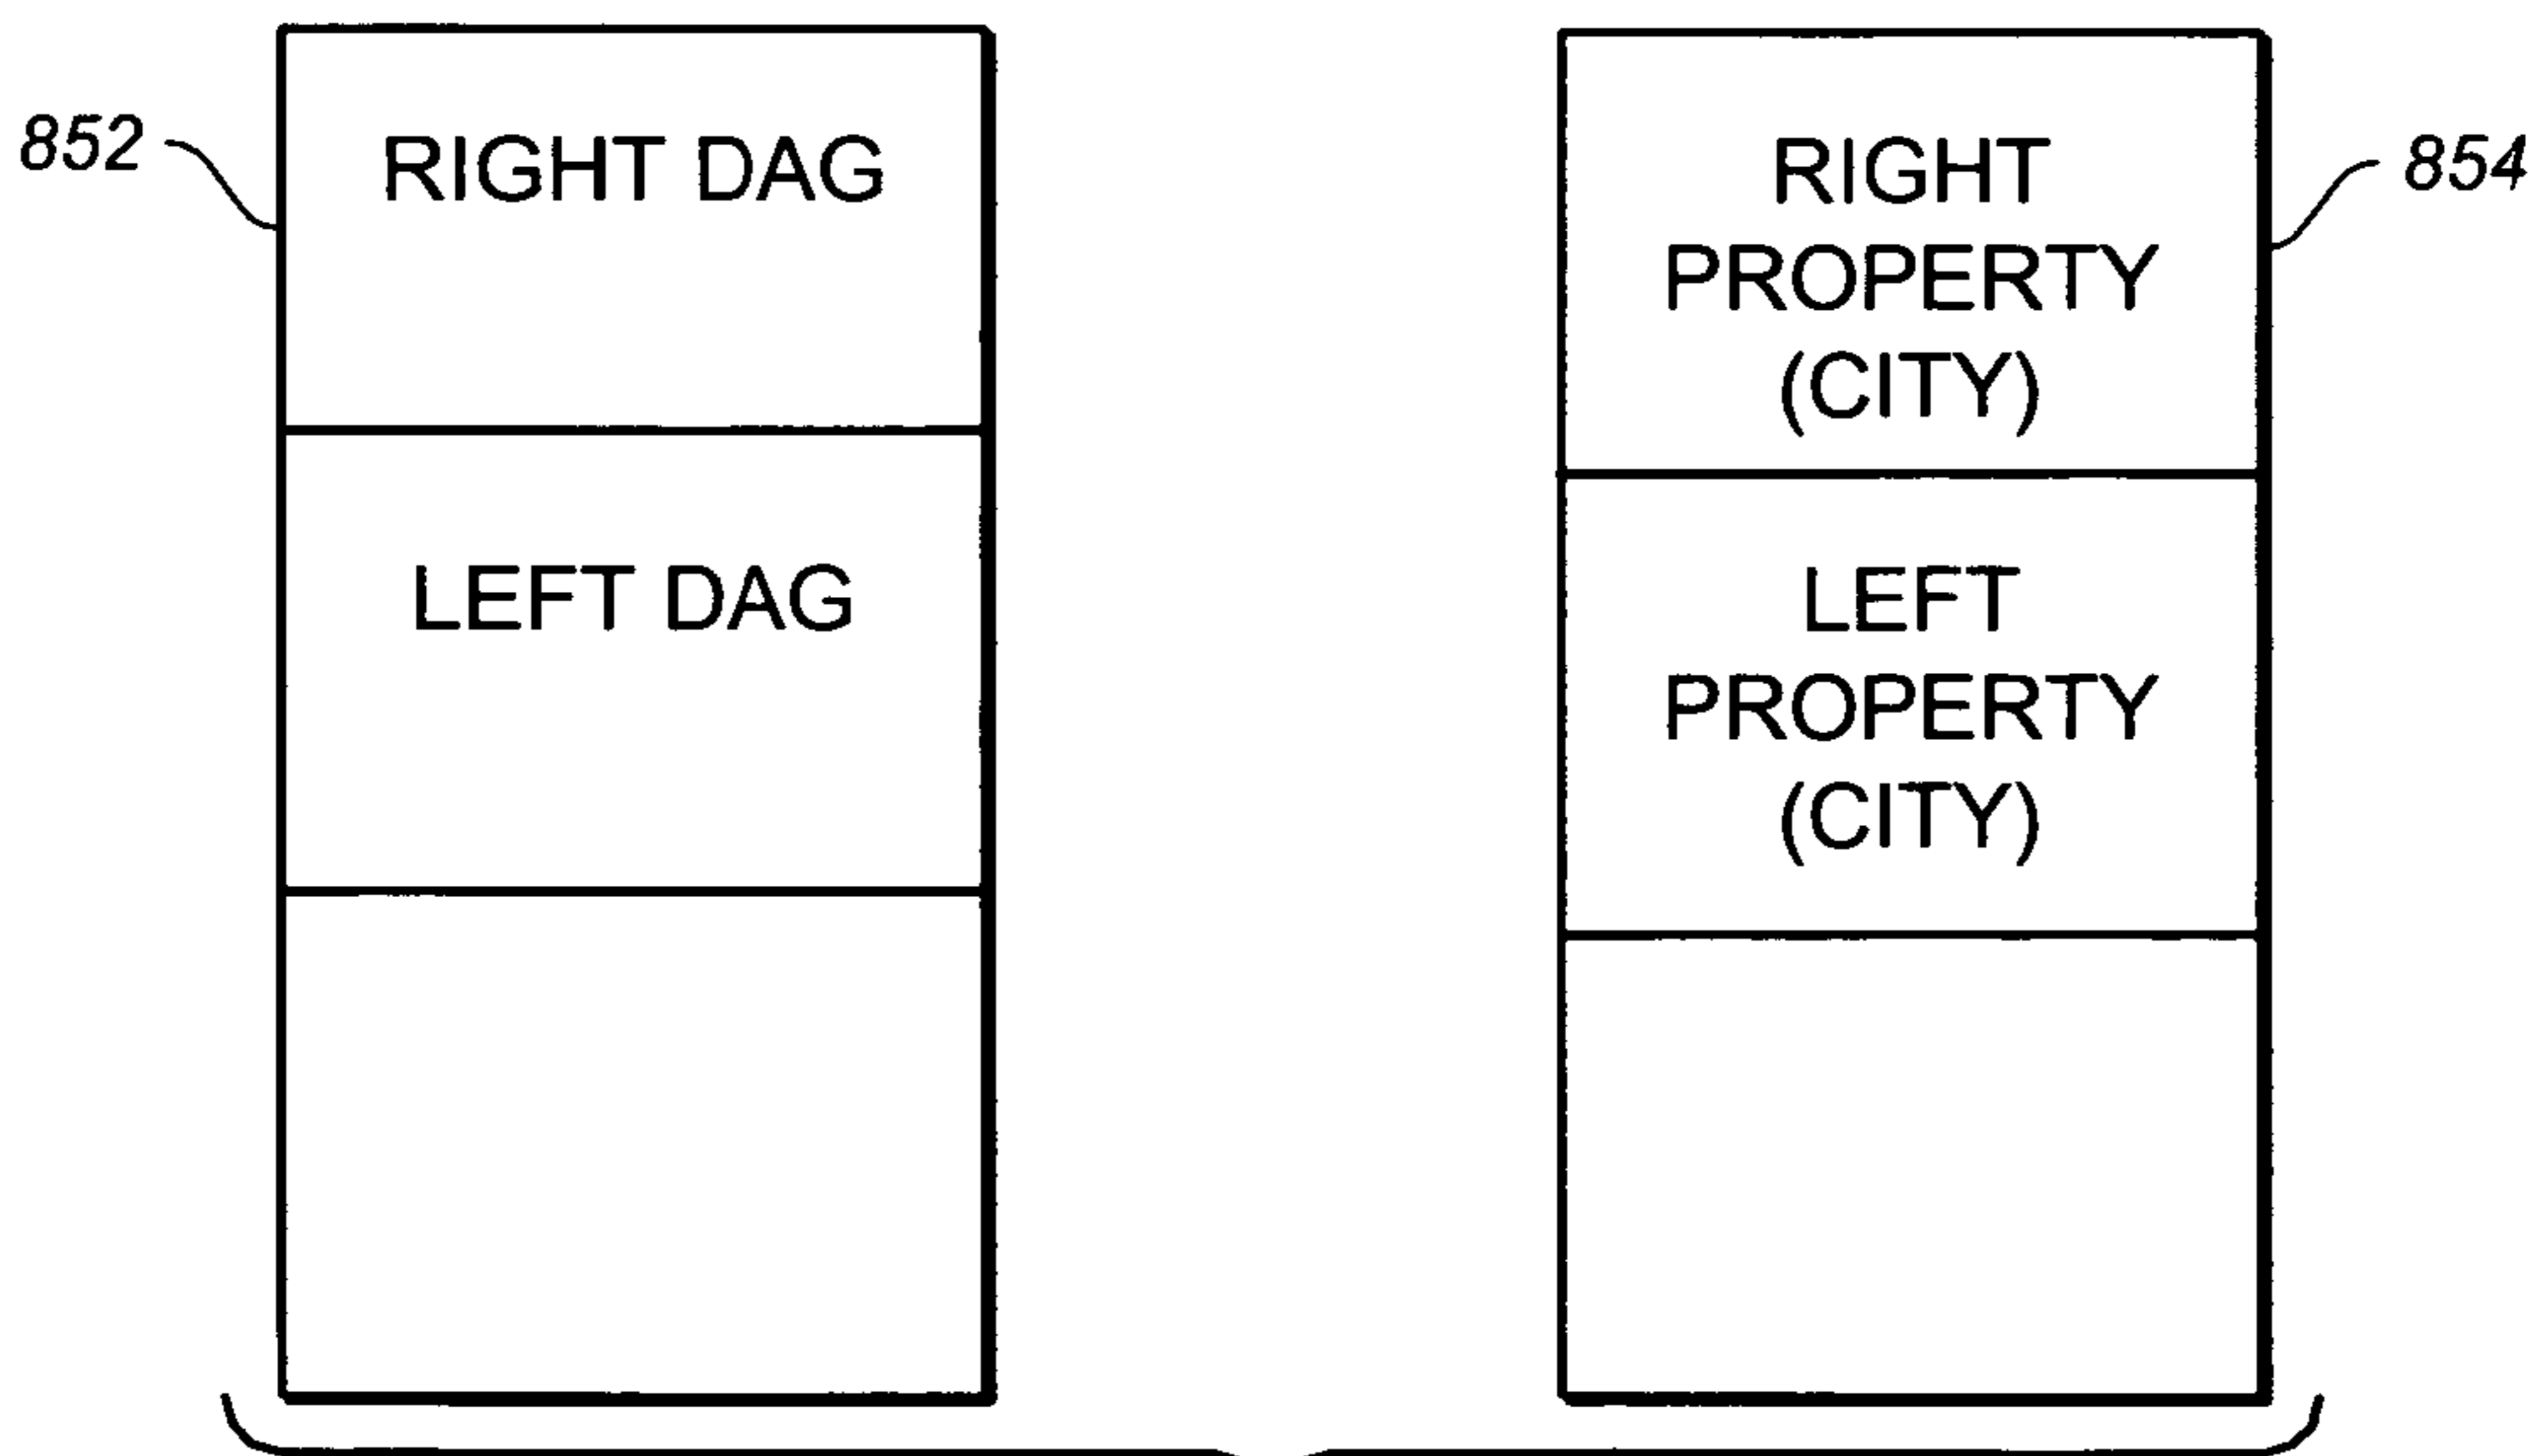 852
RIGHT DAG
LEFT DAG
RIGHT
PROPERTY
(CITY)
LEFT
PROPERTY
(CITY)
854